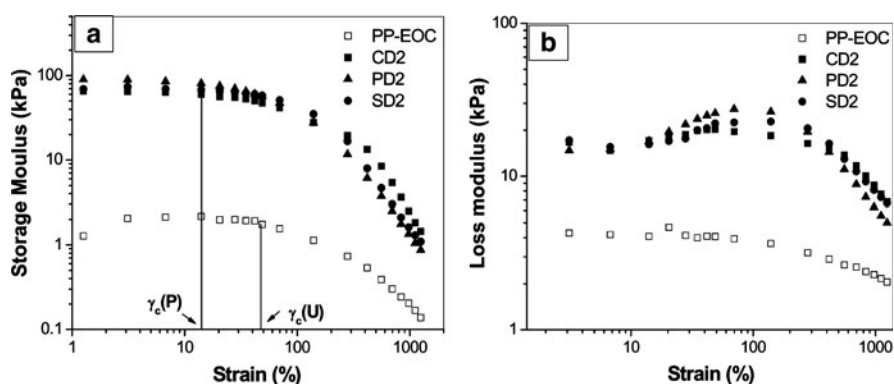 a
PP-EOC
CD2
PD2
SD2
Storage Moulus (kPa)
100
10
1
0.1
γc(P)
γc(U)
1
10
100
1000
Strain (%)
b
PP-EOC
CD2
PD2
SD2
Loss modulus (kPa)
100
10
1
10
100
1000
Strain (%)